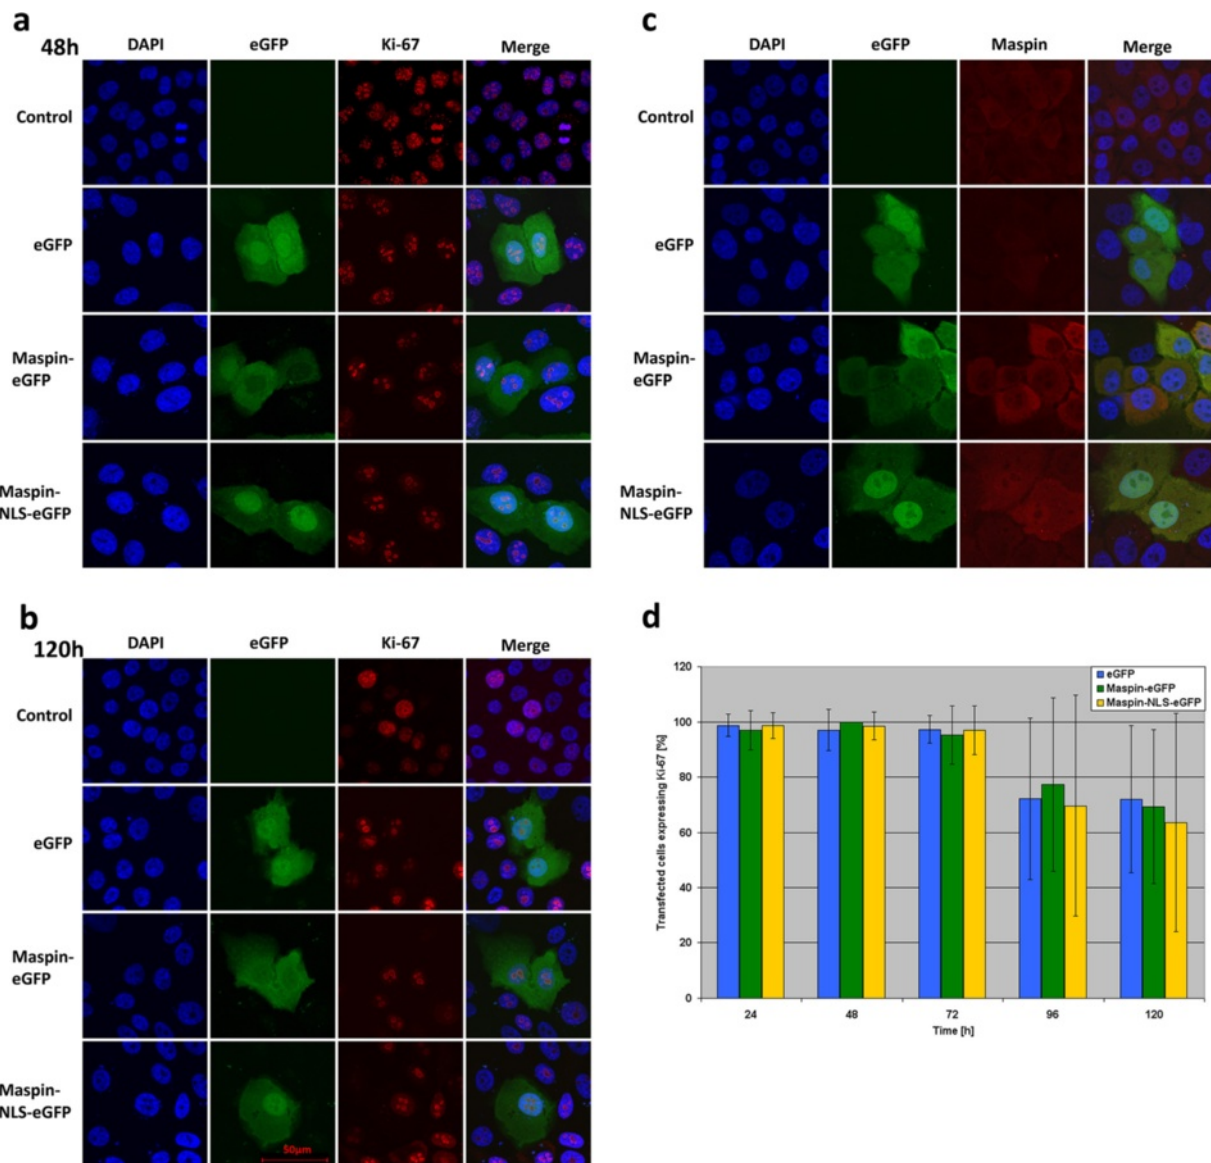 a
48h
DAPI eGFP Ki-67 Merge
Control
eGFP
Maspin-
eGFP
Maspin-
NLS-eGFP
b
120h
DAPI eGFP Ki-67 Merge
Control
eGFP
Maspin-
eGFP
Maspin-
NLS-eGFP
50µm
c
DAPI eGFP Maspin Merge
Control
eGFP
Maspin-
eGFP
Maspin-
NLS-eGFP
d
Transfected cells expressing Ki-67 [%]
120
100
80
60
40
20
0
24 48 72 96 120
Time [h]
eGFP
Maspin-eGFP
Maspin-NLS-eGFP